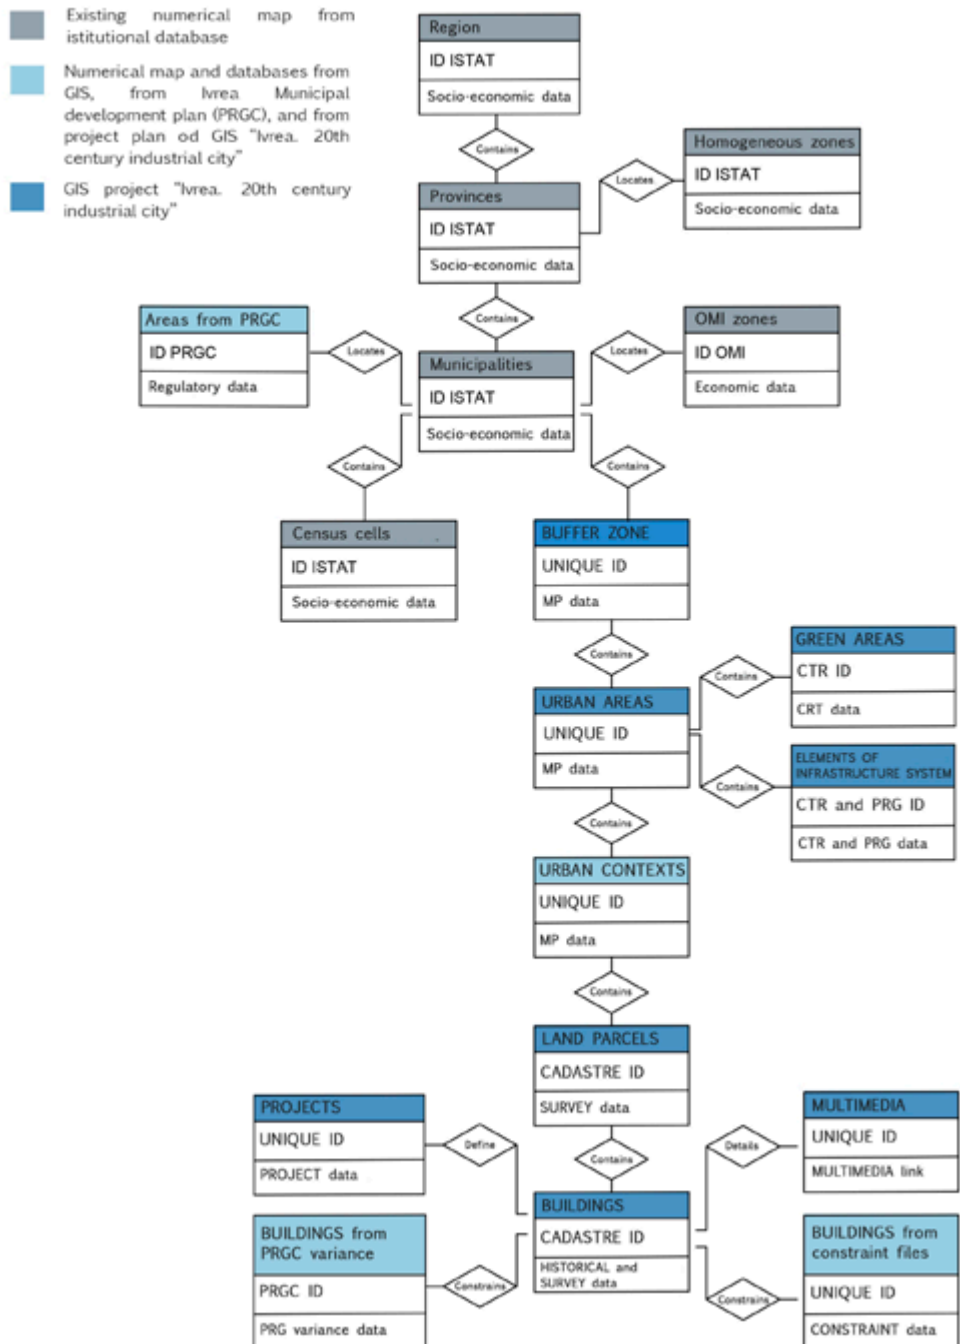 Existing numerical map from
istitutional database
Numerical map and databases from
GIS, from Ivrea Municipal
development plan (PRGC), and from
project plan od GIS "Ivrea. 20th
century industrial city"
GIS project "Ivrea. 20th century
industrial city"
Region
ID ISTAT
Socio-economic data
Contains
Homogeneous zones
ID ISTAT
Socio-economic data
Locates
Provinces
ID ISTAT
Socio-economic data
Contains
Areas from PRGC
ID PRGC
Regulatory data
Locates
OMI zones
ID OMI
Economic data
Locates
Municipalities
ID ISTAT
Socio-economic data
Contains
Contains
Census cells
ID ISTAT
Socio-economic data
BUFFER ZONE
UNIQUE ID
MP data
Contains
GREEN AREAS
CTR ID
CRT data
Contains
URBAN AREAS
UNIQUE ID
MP data
ELEMENTS OF
INFRASTRUCTURE SYSTEM
CTR and PRG ID
CTR and PRG data
Contains
Contains
URBAN CONTEXTS
UNIQUE ID
MP data
Contains
LAND PARCELS
CADASTRE ID
SURVEY data
Contains
PROJECTS
UNIQUE ID
PROJECT data
Define
MULTIMEDIA
UNIQUE ID
MULTIMEDIA link
Details
BUILDINGS
CADASTRE ID
HISTORICAL and
SURVEY data
BUILDINGS from
PRGC variance
PRGC ID
PRG variance data
Constrains
BUILDINGS from
constraint files
UNIQUE ID
CONSTRAINT data
Constrains